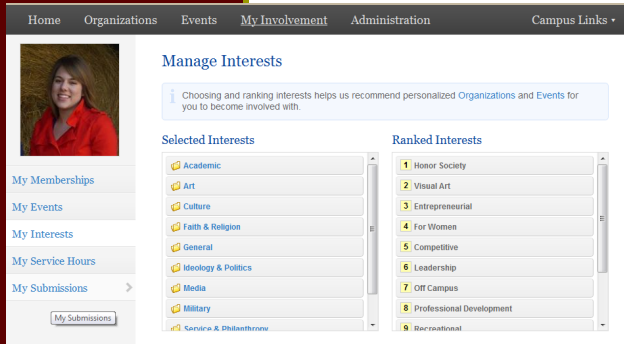 Home Organizations Events My Involvement Administration Campus Links
Manage Interests
i Choosing and ranking interests helps us recommend personalized Organizations and Events for
you to become involved with.
Selected Interests
Academic
Art
Culture
Faith & Religion
General
Ideology & Politics
Media
Military
Service & Philanthropy
Ranked Interests
1 Honor Society
2 Visual Art
3 Entrepreneurial
4 For Women
5 Competitive
6 Leadership
7 Off Campus
8 Professional Development
9 Recreational
My Memberships
My Events
My Interests
My Service Hours
My Submissions
My Submissions